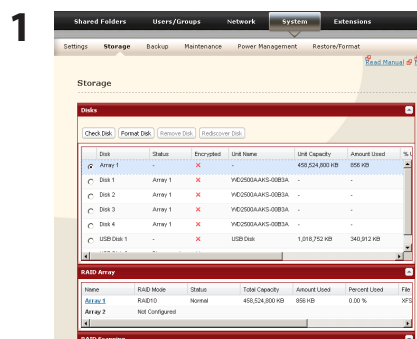 1
Shared Folders Users/Groups Network System Extensions
Settings Storage Backup Maintenance Power Management Restore/Format
Read Manual
Storage
Disks
Check Disk Format Disk Remove Disk Rediscover Disk
Disk Status Encrypted Unit Name Unit Capacity Amount Used % U
Array 1 - - 458,524,800 KB 856 KB
Disk 1 Array 1 WD2500AAKS-00B3A - -
Disk 2 Array 1 WD2500AAKS-00B3A - -
Disk 3 Array 1 WD2500AAKS-00B3A - -
Disk 4 Array 1 WD2500AAKS-00B3A - -
USB Disk 1 - USB Disk 1,018,752 KB 340,912 KB
RAID Array
Name RAID Mode Status Total Capacity Amount Used Percent Used File
Array 1 RAID10 Normal 458,524,800 KB 856 KB 0.00 % XFS
Array 2 Not Configured
RAID Scanning